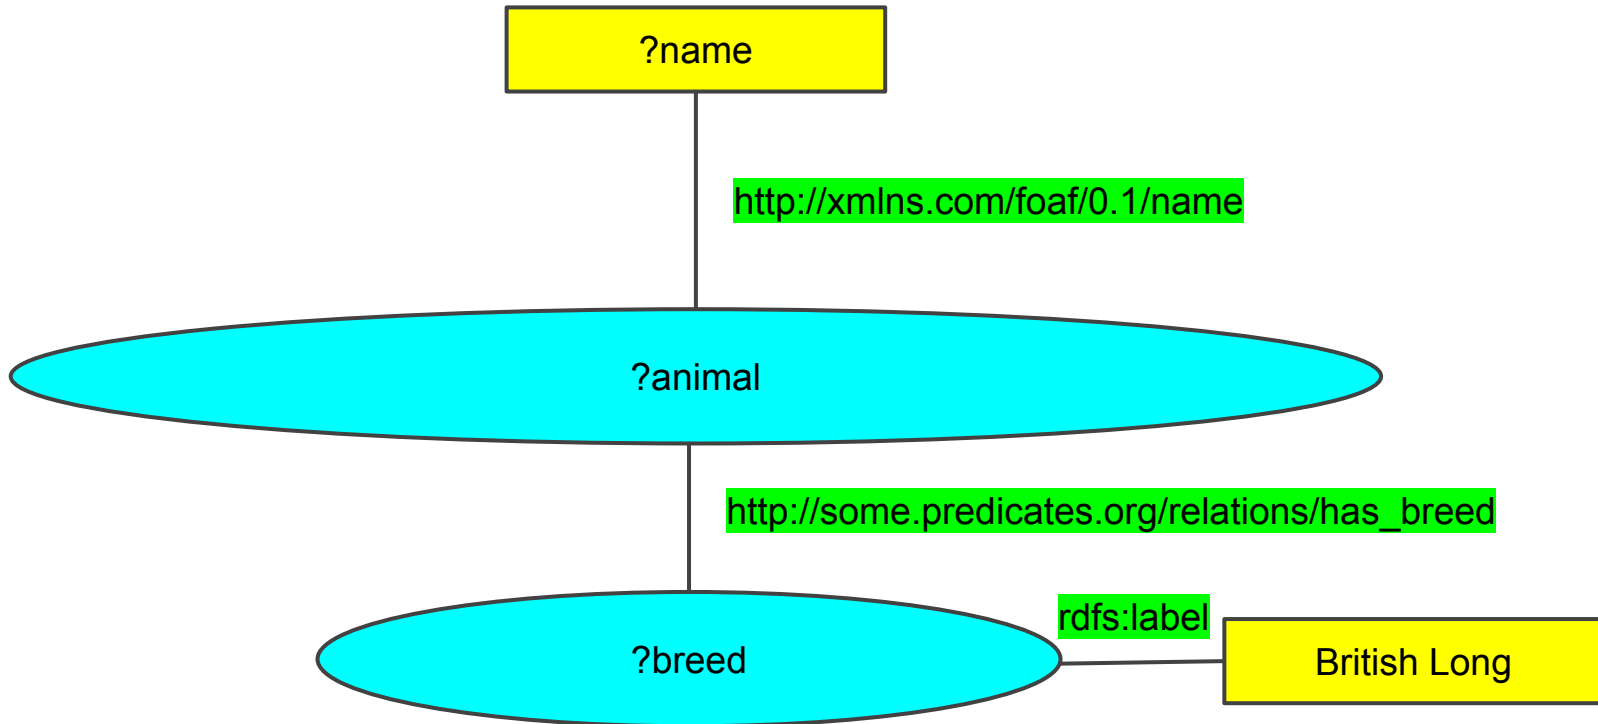 ?name
http://xmlns.com/foaf/0.1/name
?animal
http://some.predicates.org/relations/has_breed
rdfs:label
?breed
British Long